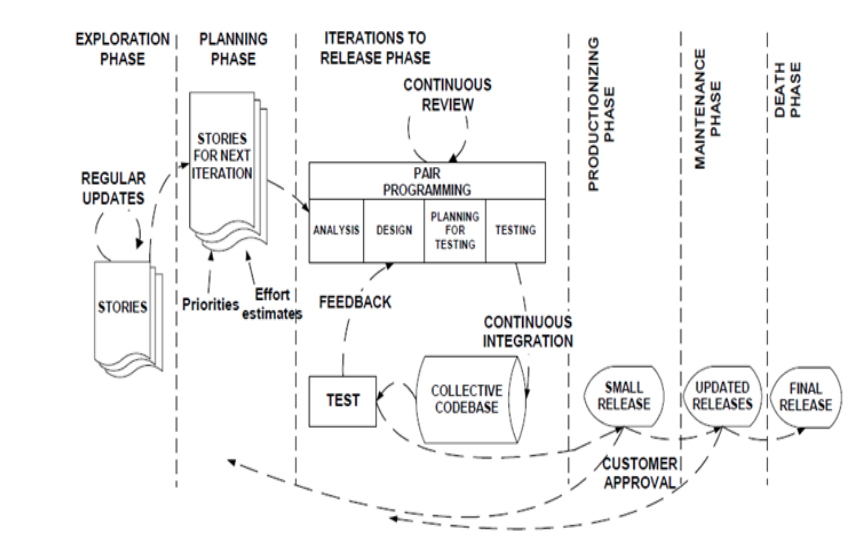 EXPLORATION
PHASE
PLANNING
PHASE
ITERATIONS TO
RELEASE PHASE
PRODUCTIONIZING
PHASE
MAINTENANCE
PHASE
DEATH
PHASE
CONTINUOUS
REVIEW
STORIES
FOR NEXT
ITERATION
REGULAR
UPDATES
PAIR
PROGRAMMING
ANALYSIS
DESIGN
PLANNING
FOR
TESTING
TESTING
STORIES
Priorities
Effort
estimates
FEEDBACK
CONTINUOUS
INTEGRATION
TEST
COLLECTIVE
CODEBASE
SMALL
RELEASE
UPDATED
RELEASES
FINAL
RELEASE
CUSTOMER
APPROVAL